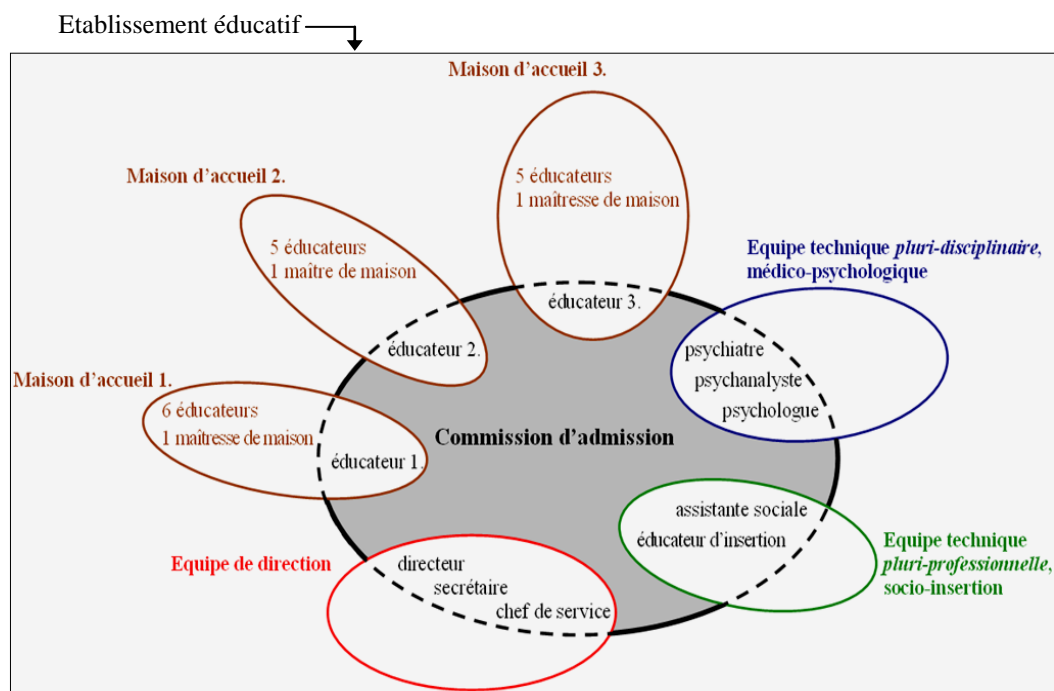 Etablissement éducatif
Maison d'accueil 3.
5 éducateurs
1 maîtresse de maison
éducateur 3.
Maison d'accueil 2.
5 éducateurs
1 maître de maison
éducateur 2.
Maison d'accueil 1.
6 éducateurs
1 maîtresse de maison
éducateur 1.
Equipe technique pluri-disciplinaire,
médico-psychologique
psychiatre
psychanalyste
psychologue
Commission d'admission
assistante sociale
éducateur d'insertion
Equipe technique
pluri-professionnelle,
socio-insertion
Equipe de direction
directeur
secrétaire
chef de service